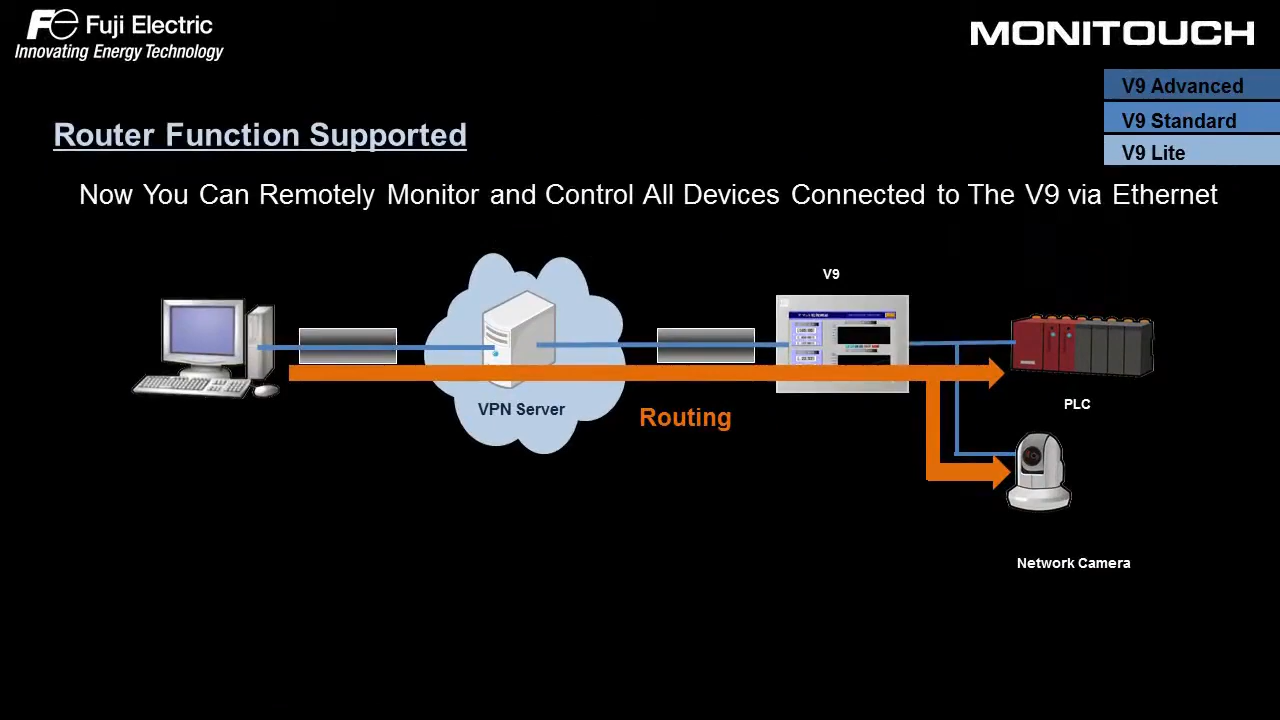 Fuji Electric
Innovating Energy Technology
MONITOUCH
V9 Advanced
V9 Standard
V9 Lite
Router Function Supported
Now You Can Remotely Monitor and Control All Devices Connected to The V9 via Ethernet
V9
VPN Server
Routing
PLC
Network Camera